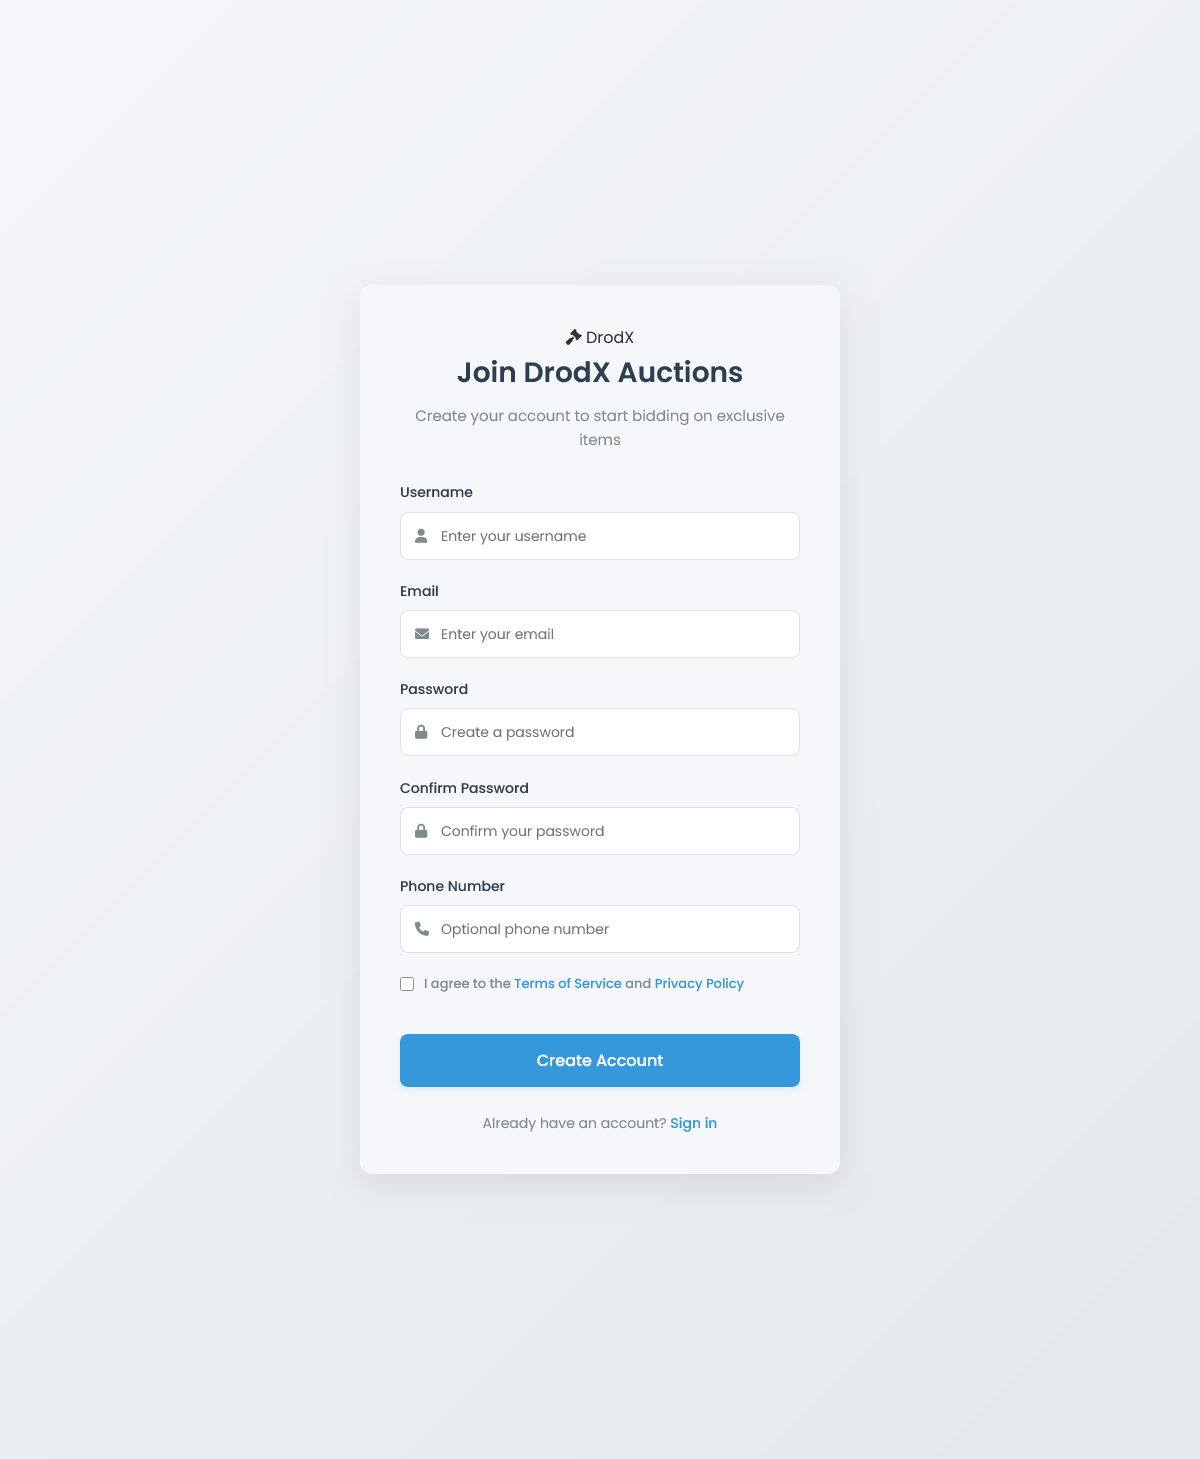 DrodX
Join DrodX Auctions
Create your account to start bidding on exclusive
items
Username
Enter your username
Email
Enter your email
Password
Create a password
Confirm Password
Confirm your password
Phone Number
Optional phone number
I agree to the Terms of Service and Privacy Policy
Create Account
Already have an account? Sign in